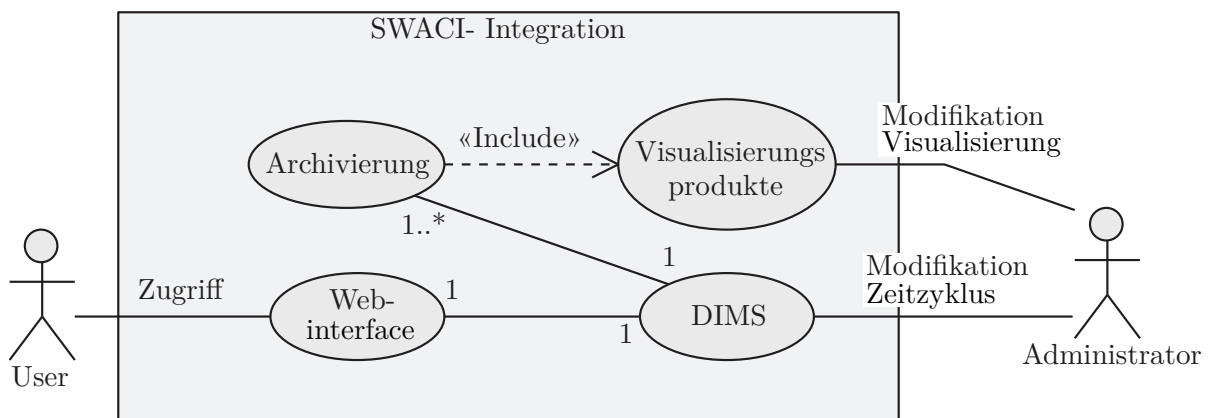 SWACI- Integration
«Include»
Archivierung
Visualisierungs
produkte
Modifikation
Visualisierung
1..*
1
Zugriff
Web-
interface
1
1
DIMS
Modifikation
Zeitzyklus
User
Administrator